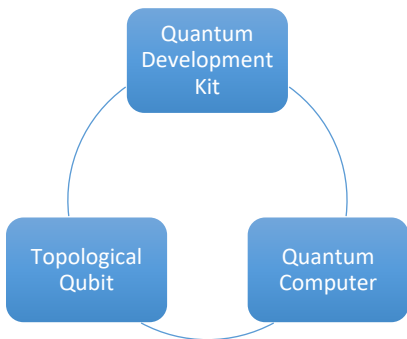 Quantum
Development
Kit
Topological
Qubit
Quantum
Computer